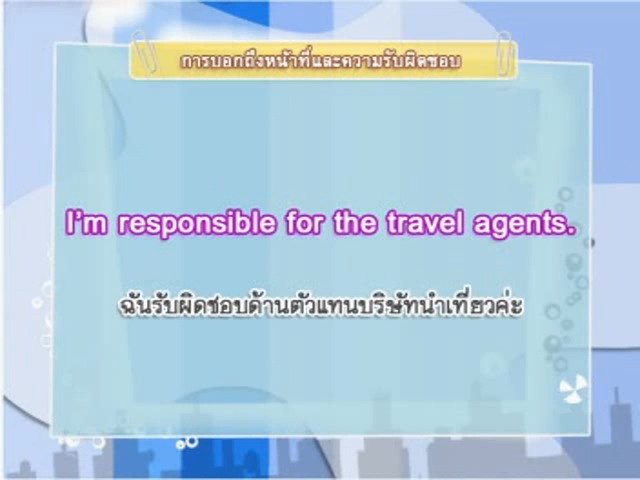 การบอกถึงหน้าที่และความรับผิดชอบ
I'm responsible for the travel agents.
ฉันรับผิดชอบด้านตัวแทนบริษัทนำเที่ยวค่ะ